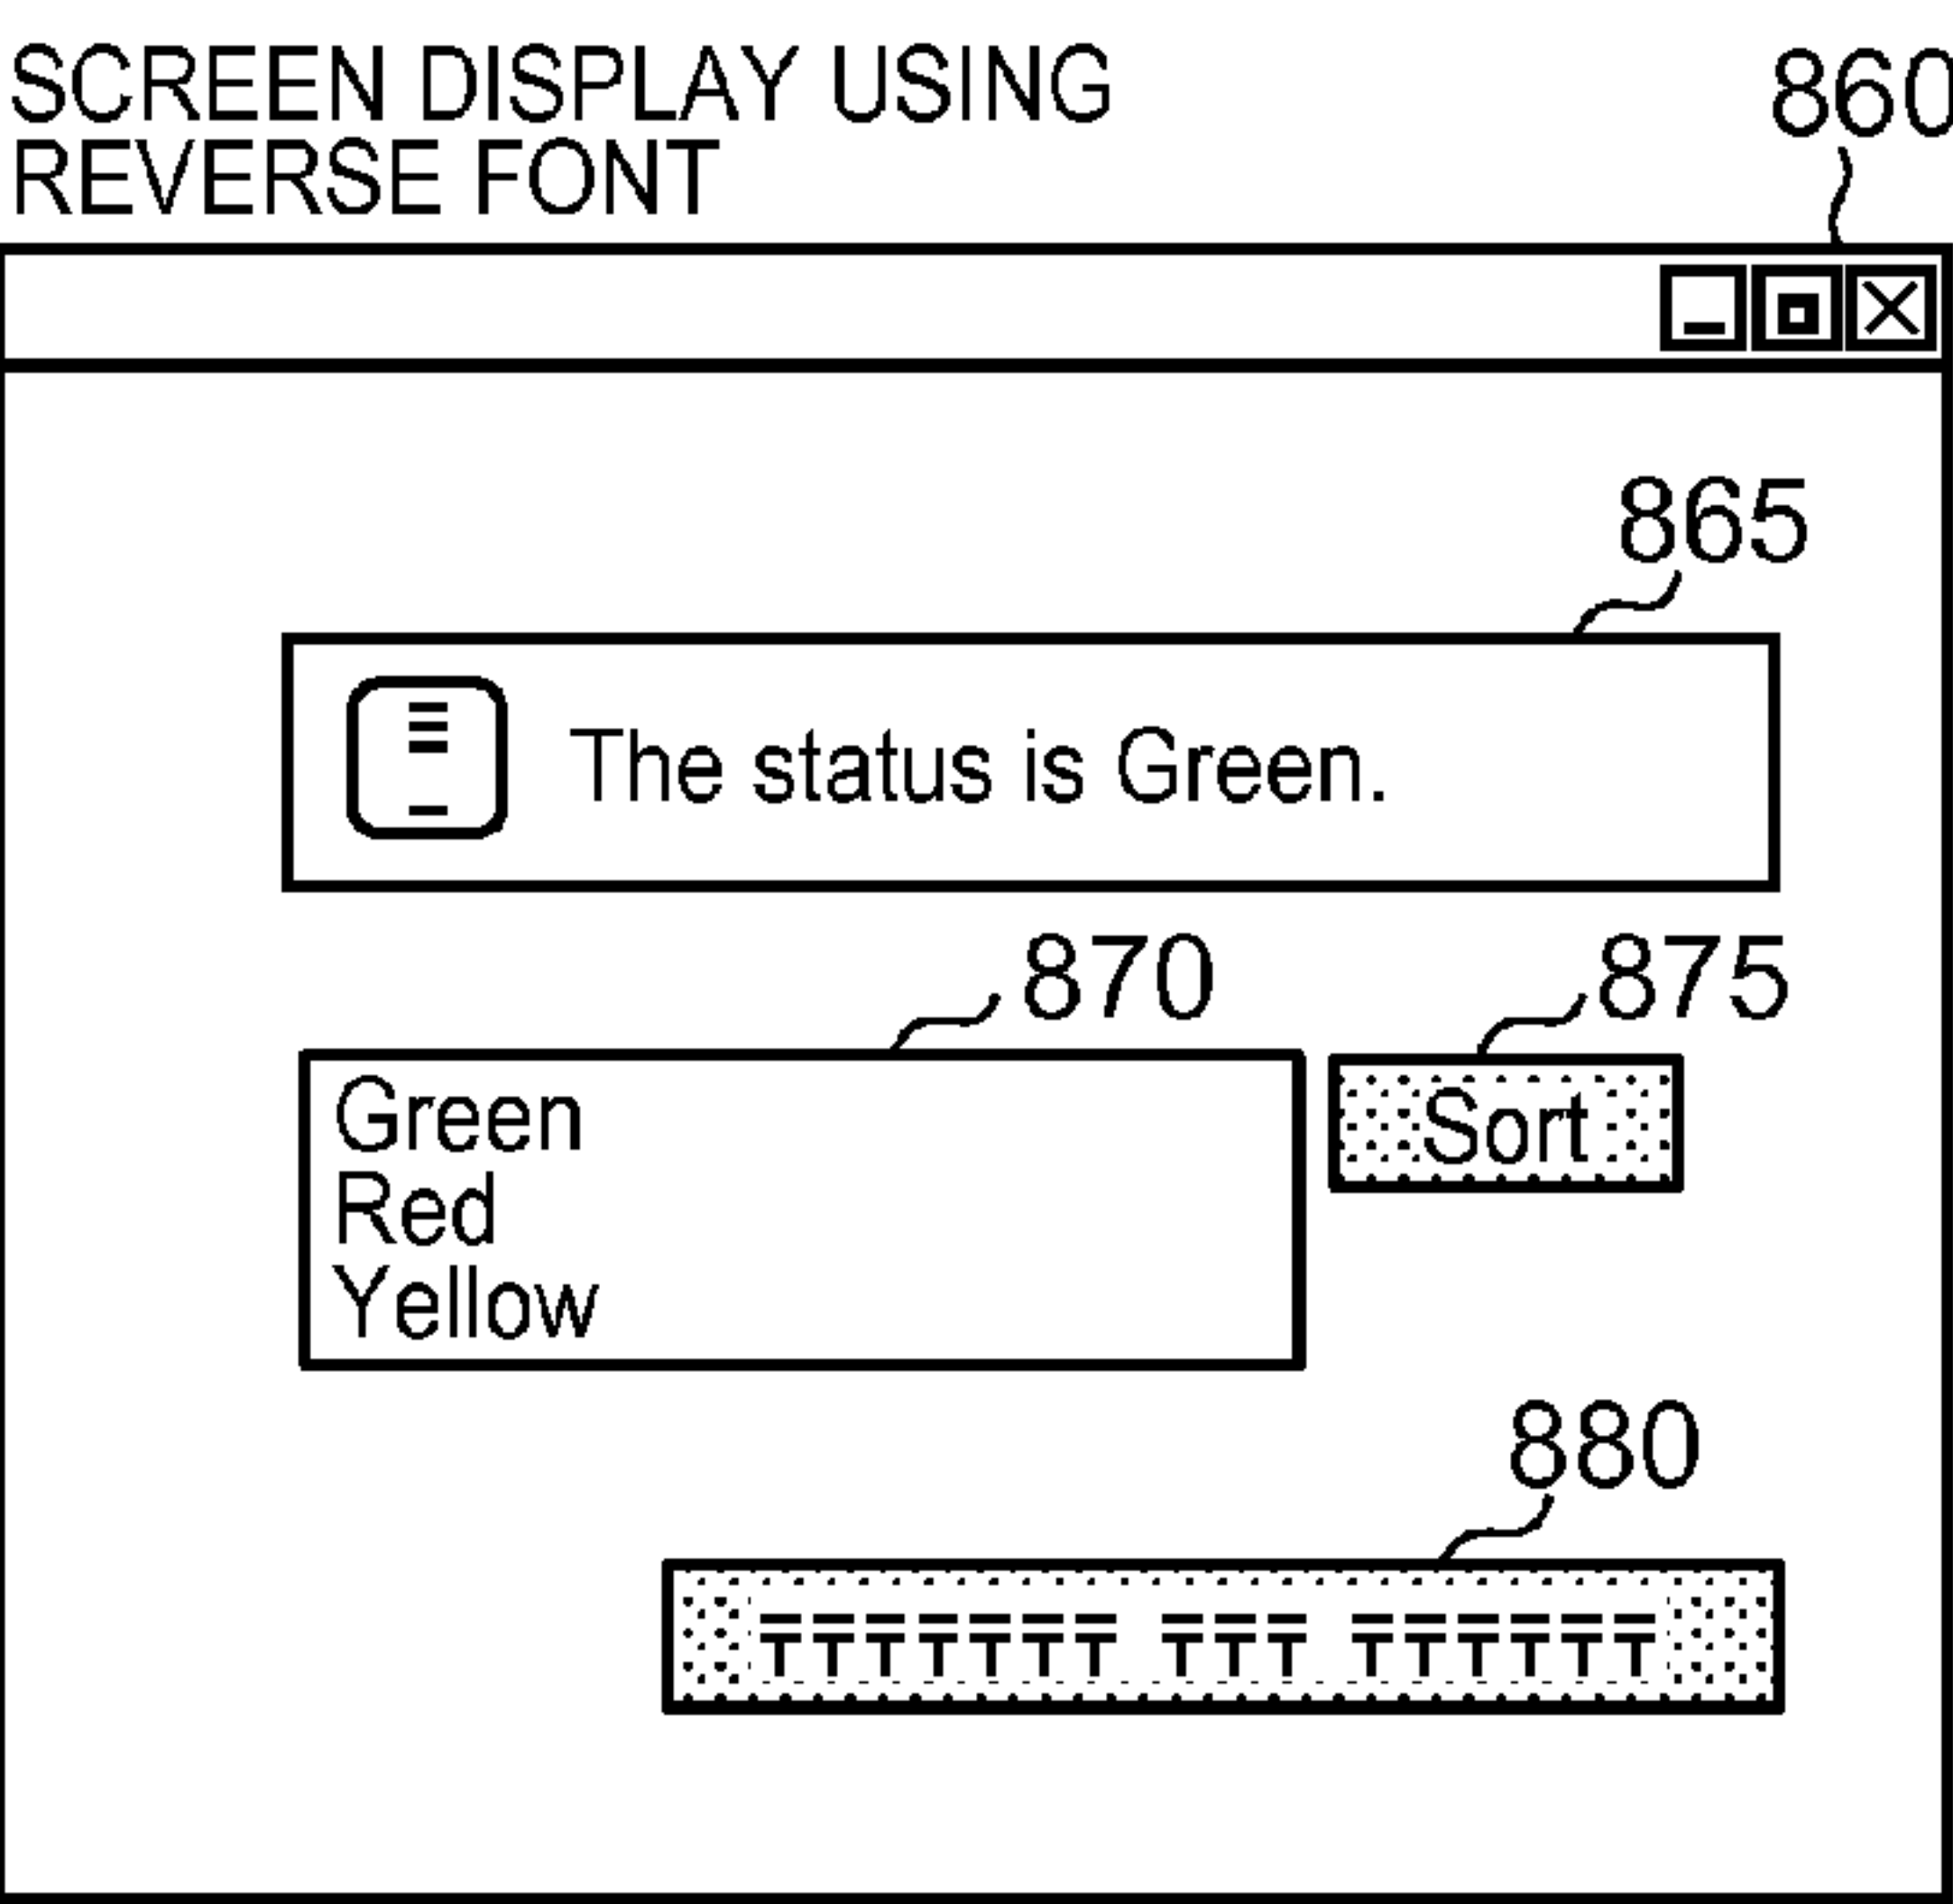 SCREEN DISPLAY USING
REVERSE FONT
860
865
The status is Green.
870
875
Green
Sort
Red
Yellow
880